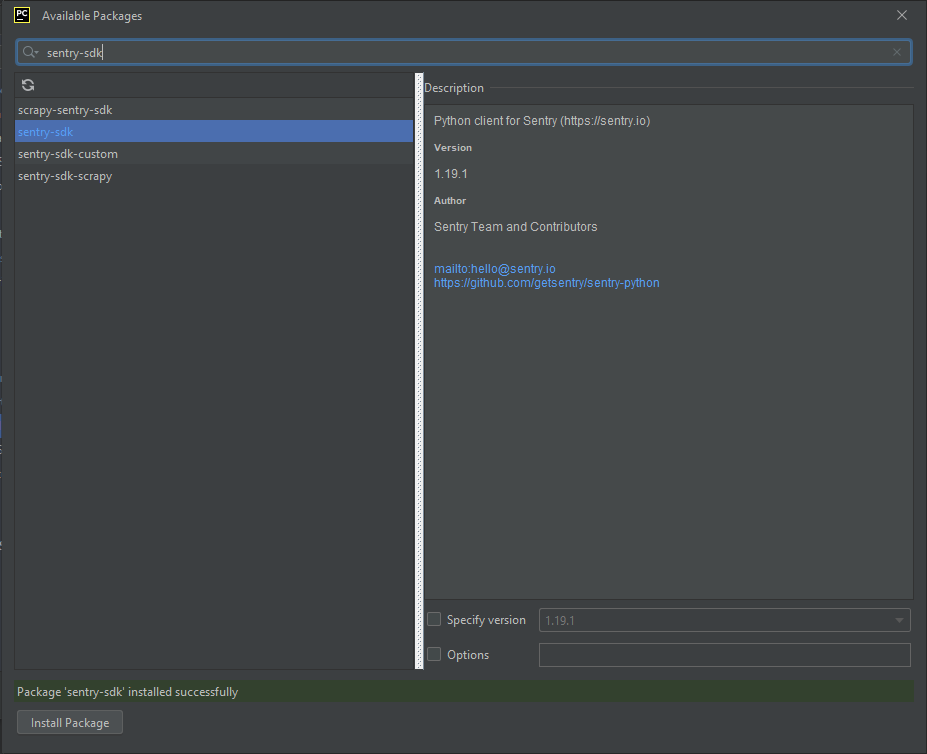 PC Available Packages
sentry-sdk
scrapy-sentry-sdk
sentry-sdk
sentry-sdk-custom
sentry-sdk-scrapy
Description
Python client for Sentry (https://sentry.io)
Version
1.19.1
Author
Sentry Team and Contributors
mailto:hello@sentry.io
https://github.com/getsentry/sentry-python
Specify version 1.19.1
Options
Package 'sentry-sdk' installed successfully
Install Package